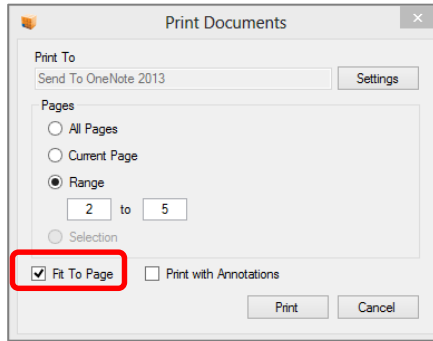 Print Documents
Print To
Send To OneNote 2013 Settings
Pages
All Pages
Current Page
Range
2 to 5
Selection
Fit To Page Print with Annotations
Print Cancel